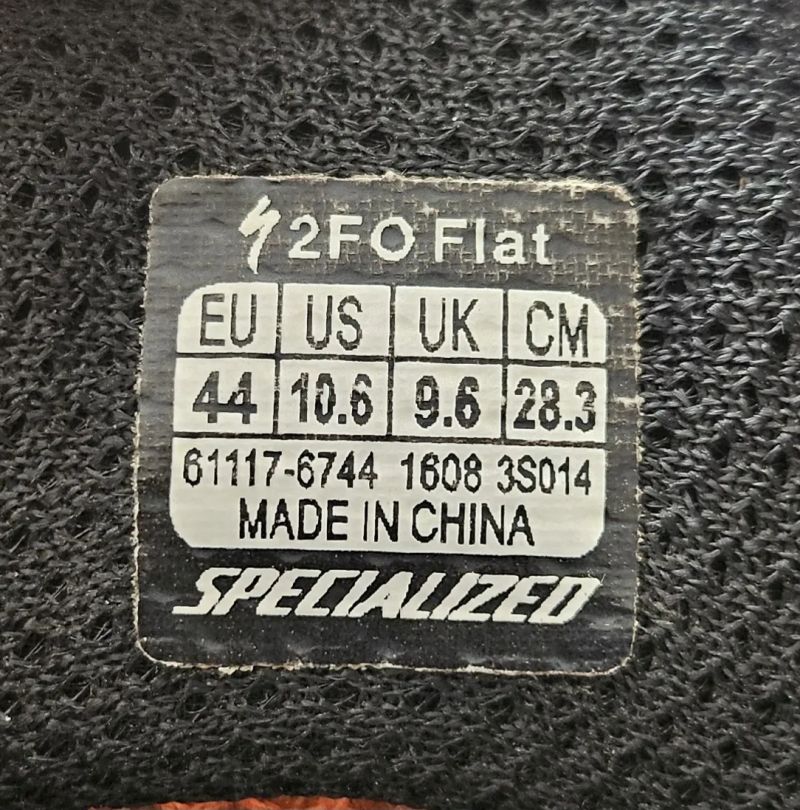 2FO Flat
EU US UK CM
44 10.6 9.6 28.3
61117-6744 1608 3S014
MADE IN CHINA
SPECIALIZED